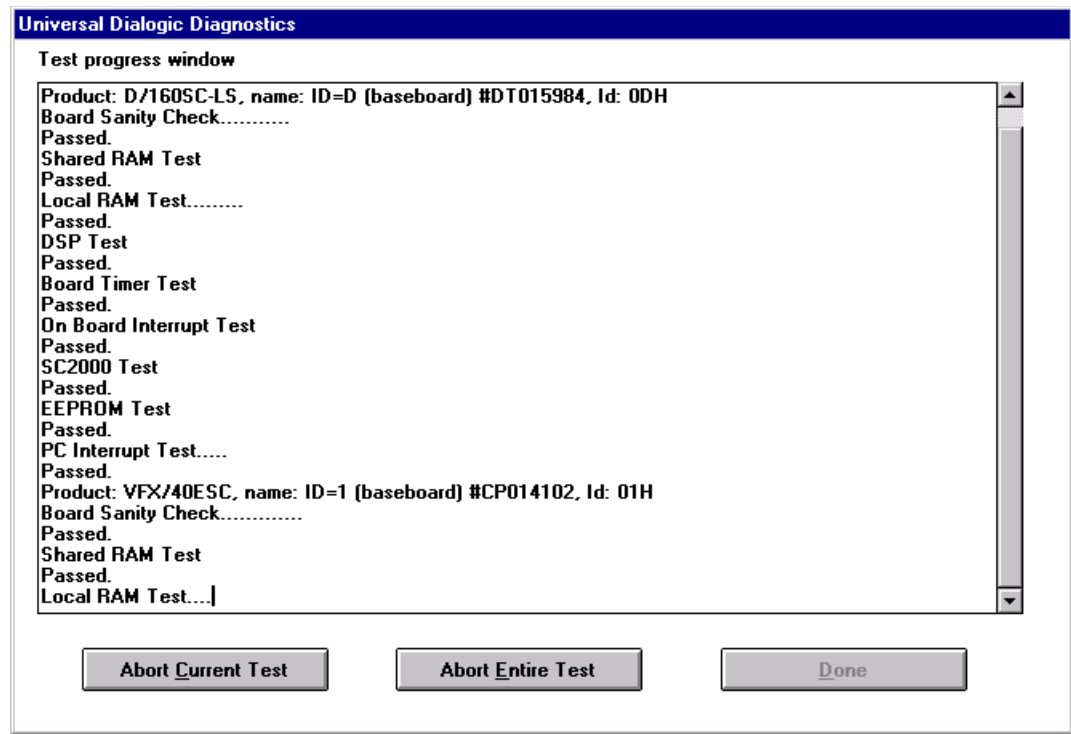 Universal Dialogic Diagnostics
Test progress window
Product: D/160SC-LS, name: ID=D (baseboard) #DT015984, Id: 0DH
Board Sanity Check...........
Passed.
Shared RAM Test
Passed.
Local RAM Test.........
Passed.
DSP Test
Passed.
Board Timer Test
Passed.
On Board Interrupt Test
Passed.
SC2000 Test
Passed.
EEPROM Test
Passed.
PC Interrupt Test.....
Passed.
Product: VFX/40ESC, name: ID=1 (baseboard) #CP014102, Id: 01H
Board Sanity Check.............
Passed.
Shared RAM Test
Passed.
Local RAM Test....
Abort Current Test Abort Entire Test Done